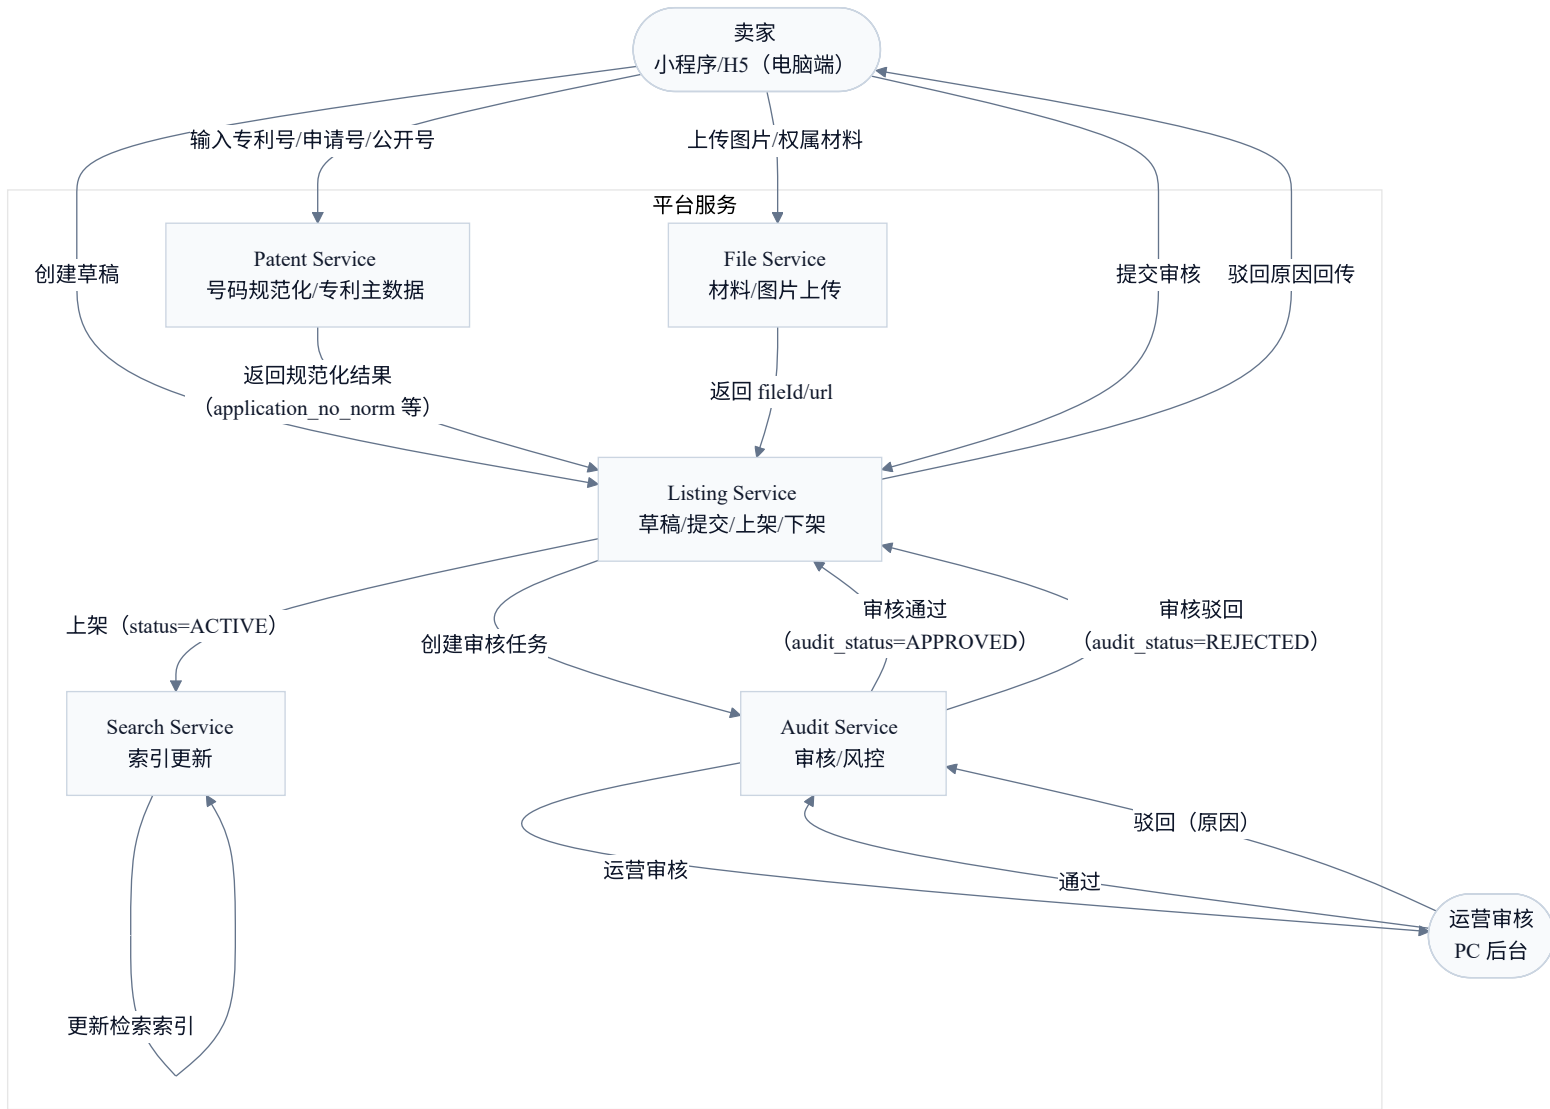 卖家
小程序/H5（电脑端）
输入专利号/申请号/公开号
上传图片/权属材料
平台服务
创建草稿
Patent Service
号码规范化/专利主数据
File Service
材料/图片上传
提交审核
驳回原因回传
返回规范化结果
（application_no_norm 等）
返回 fileId/url
Listing Service
草稿/提交/上架/下架
上架（status=ACTIVE）
创建审核任务
审核通过
（audit_status=APPROVED）
审核驳回
（audit_status=REJECTED）
Search Service
索引更新
Audit Service
审核/风控
驳回（原因）
运营审核
通过
运营审核
PC 后台
更新检索索引